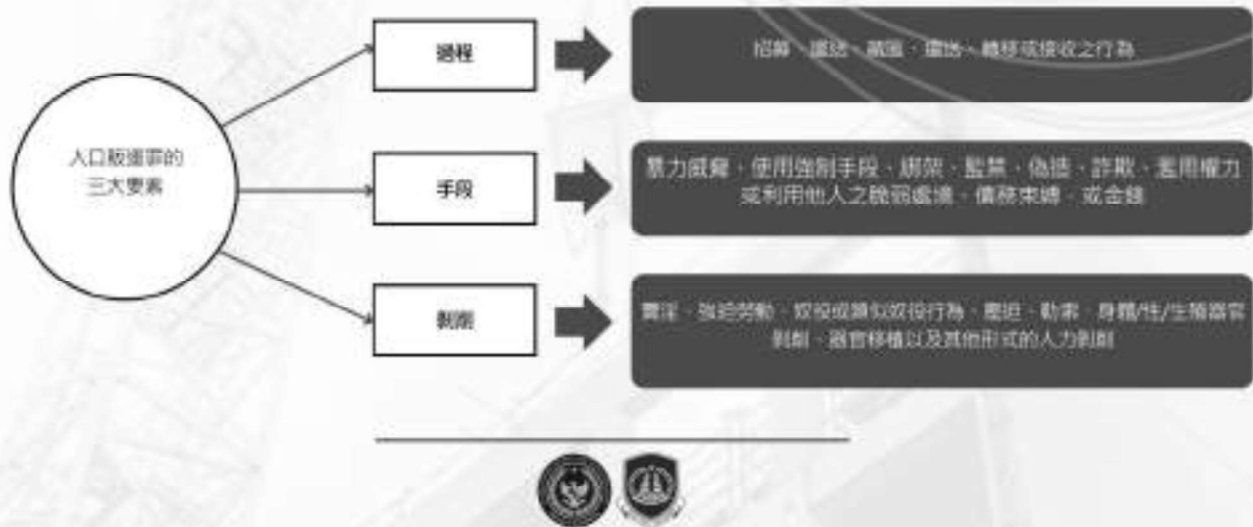 人口販運罪的
三大要素
過程
招募、運送、藏匿、遣送、轉移或接收之行為
手段
暴力威脅、使用強制手段、綁架、監禁、偽造、詐欺、濫用權力
或利用他人之脆弱處境、債務束縛、或金錢
剝削
賣淫、強迫勞動、奴役或類似奴役行為、壓迫、勒索、身體/性/生殖器官
剝削、器官移植以及其他形式的人力剝削